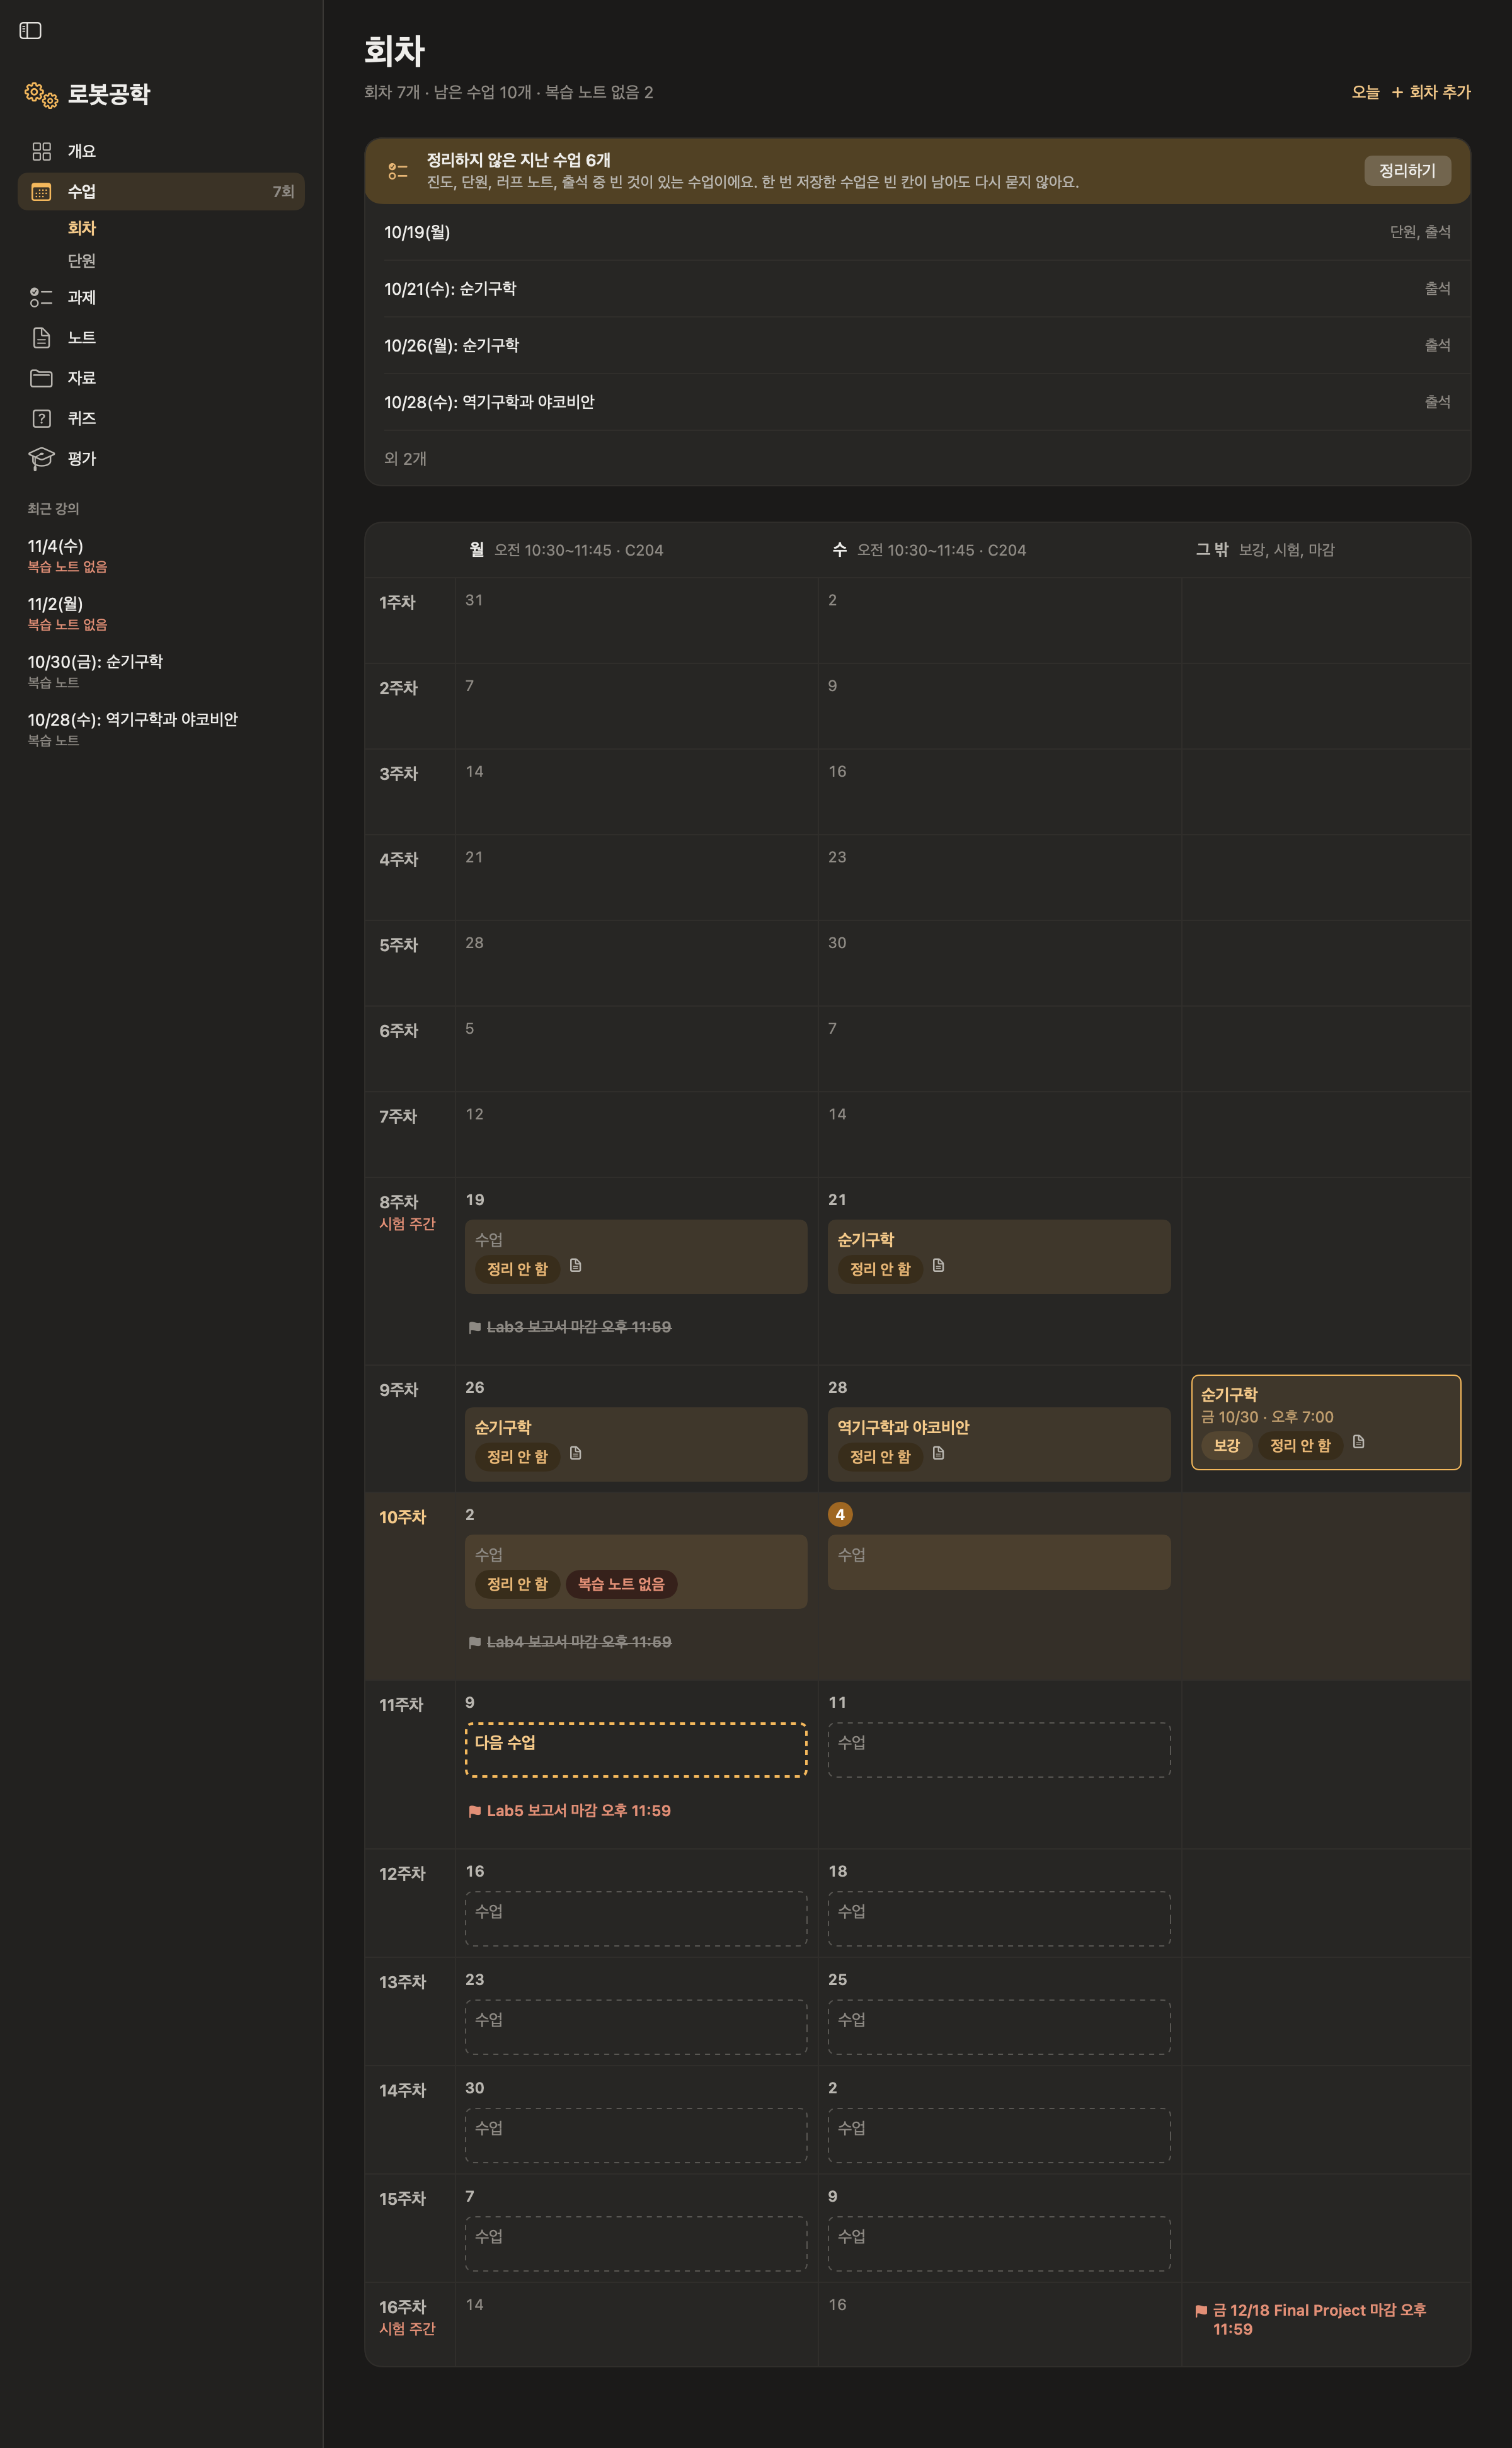 로봇공학
개요
수업 7회
회차
단원
과제
노트
자료
퀴즈
평가
최근 강의
11/4(수)
복습 노트 없음
11/2(월)
복습 노트 없음
10/30(금): 순기구학
복습 노트
10/28(수): 역기구학과 야코비안
복습 노트
회차
회차 7개 · 남은 수업 10개 · 복습 노트 없음 2
오늘 + 회차 추가
정리하지 않은 지난 수업 6개
진도, 단원, 러프 노트, 출석 중 빈 것이 있는 수업이에요. 한 번 저장한 수업은 빈 칸이 남아도 다시 묻지 않아요.
정리하기
10/19(월) 단원, 출석
10/21(수): 순기구학 출석
10/26(월): 순기구학 출석
10/28(수): 역기구학과 야코비안 출석
외 2개
월 오전 10:30~11:45 · C204 수 오전 10:30~11:45 · C204 그 밖 보강, 시험, 마감
1주차 31 2
2주차 7 9
3주차 14 16
4주차 21 23
5주차 28 30
6주차 5 7
7주차 12 14
8주차 19 21
시험 주간
수업 순기구학
정리 안 함 정리 안 함
Lab3 보고서 마감 오후 11:59
9주차 26 28
순기구학 역기구학과 야코비안
정리 안 함 정리 안 함
순기구학
금 10/30 · 오후 7:00
보강 정리 안 함
10주차 2 4
수업 수업
정리 안 함 복습 노트 없음
Lab4 보고서 마감 오후 11:59
11주차 9 11
다음 수업 수업
Lab5 보고서 마감 오후 11:59
12주차 16 18
수업 수업
13주차 23 25
수업 수업
14주차 30 2
수업 수업
15주차 7 9
수업 수업
16주차 14 16
시험 주간
금 12/18 Final Project 마감 오후
11:59